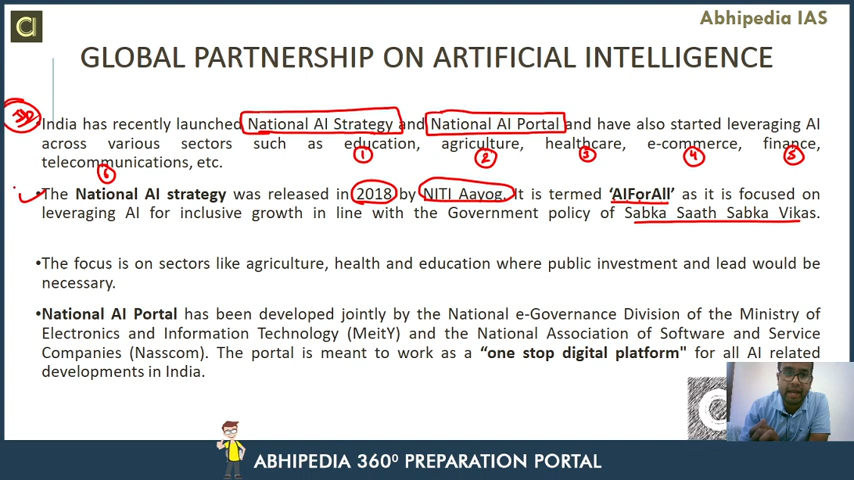 Abhipedia IAS
GLOBAL PARTNERSHIP ON ARTIFICIAL INTELLIGENCE
•India has recently launched National AI Strategy and National AI Portal and have also started leveraging AI
across various sectors such as education, agriculture, healthcare, e-commerce, finance,
1 2 3 4 5
telecommunications, etc.
6
•The National AI strategy was released in 2018 by NITI Aayog. It is termed ‘AIForAll’ as it is focused on
leveraging AI for inclusive growth in line with the Government policy of Sabka Saath Sabka Vikas.
•The focus is on sectors like agriculture, health and education where public investment and lead would be
necessary.
•National AI Portal has been developed jointly by the National e-Governance Division of the Ministry of
Electronics and Information Technology (MeitY) and the National Association of Software and Service
Companies (Nasscom). The portal is meant to work as a “one stop digital platform" for all AI related
developments in India.
ABHIPEDIA 360⁰ PREPARATION PORTAL